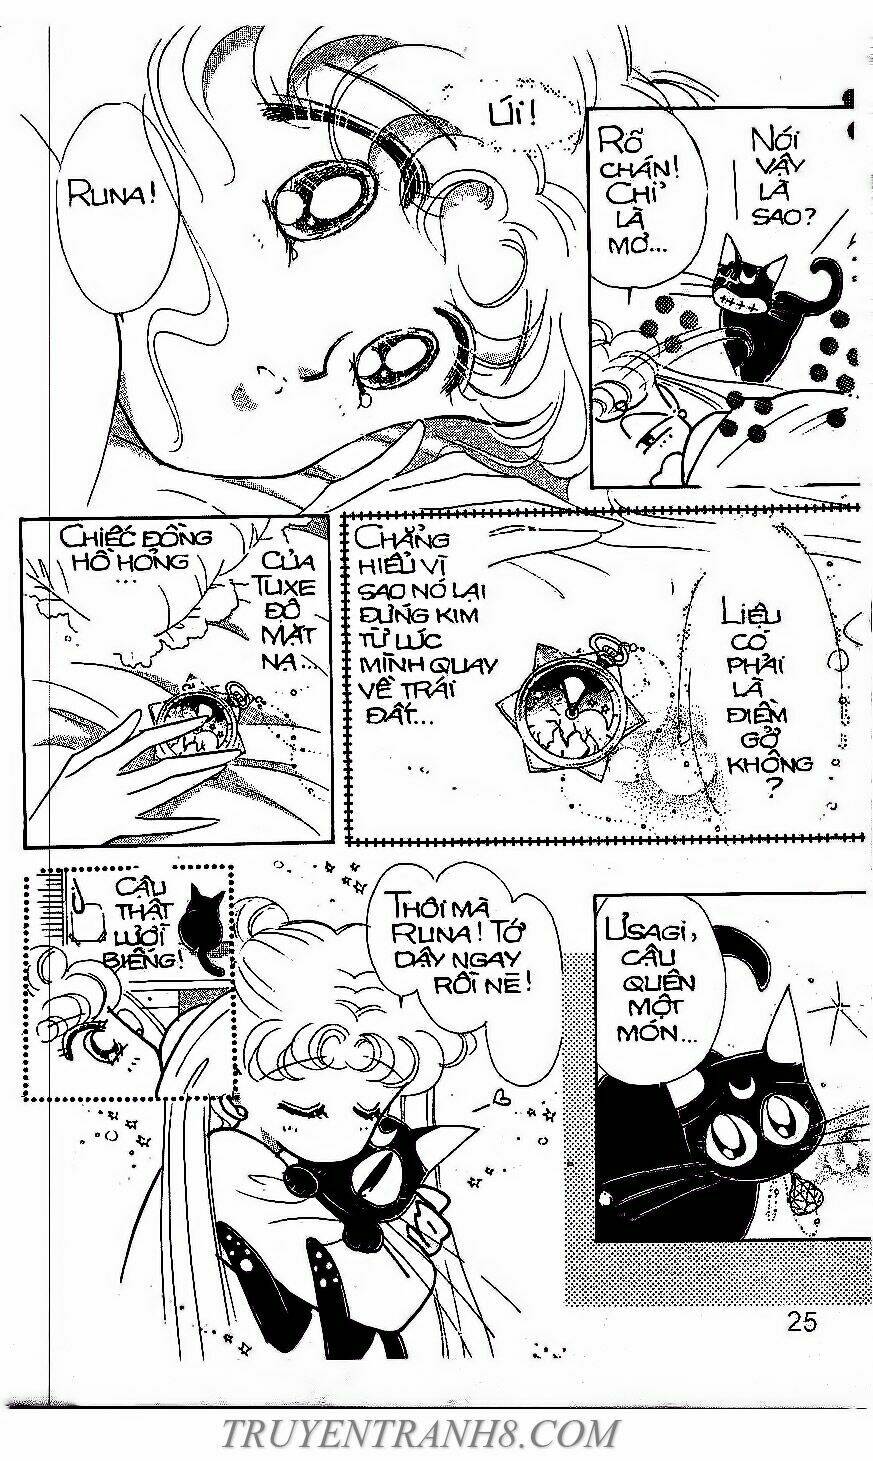 Úi!
RUNA!
RÕ
CHÁN!
CHỈ
LÀ
MƠ...
NÓI
VẬY
LÀ
SAO?
CHIẾC ĐỒNG
HỒ HỎNG
...
CỦA
TUXE
ĐÔ
MẶT
NẠ...
CHẲNG
HIỂU VÌ
SAO NÓ LẠI
ĐỨNG KIM
TỪ LÚC
MÌNH QUAY
VỀ TRÁI
ĐẤT...
LIỆU
CÓ
PHẢI
LÀ
ĐIỀM
GỞ
KHÔNG
?
CẬU
THẬT
LƯỜI
BIẾNG!
THÔI MÀ
RUNA! TỚ
DẬY NGAY
RỒI NÈ!
USAGI,
CẬU
QUÊN
MỘT
MÓN...
25
TRUYENTRANH8.COM